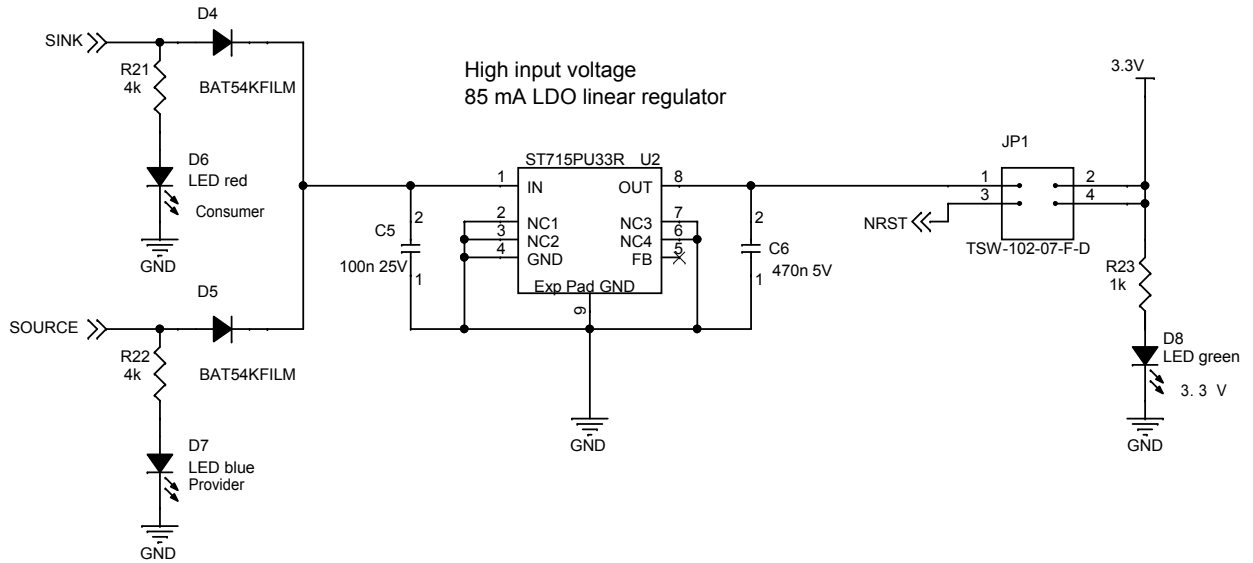 D4
SINK
R21
4k
BAT54KFILM
D6
LED red
Consumer
GND
High input voltage
85 mA LDO linear regulator
ST715PU33R U2
1 IN OUT 8
2 NC1 NC3 7
3 NC2 NC4 6
4 GND FB 5
Exp Pad GND
9
2
C5
100n 25V
1
2
C6
470n 5V
1
GND
3.3V
JP1
1 2
3 4
NRST
TSW-102-07-F-D
R23
1k
D8
LED green
3. 3 V
GND
D5
SOURCE
R22
4k
BAT54KFILM
D7
LED blue
Provider
GND